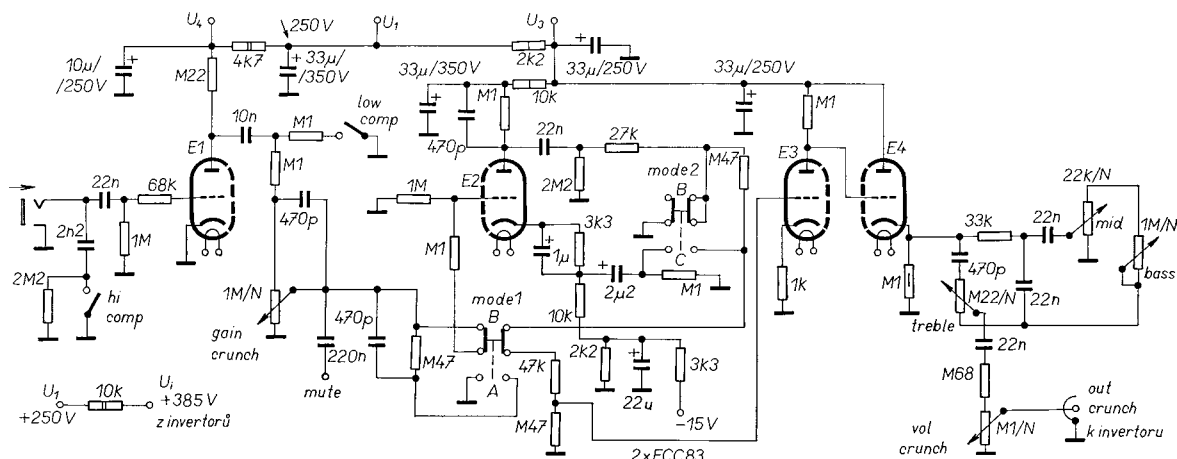 U4
250V
U1
U3
4k7
2k2
10µ/
/250V
M22
33µ/
/350V
33µ/350V
10k
33µ/250V
33µ/250V
M1
M1
10n
M1
low
comp
470p
22n
27k
M47
E1
E2
E3
E4
M1
22n
68k
470p
1M
2M2
mode2
B
C
22k/N
mid
1M/N
bass
2n2
1M
M1
3k3
1µ
2µ2
M1
33k
22n
2M2
hi
comp
1M/N
gain
crunch
470p
220n
mute
mode1
B
A
M47
10k
2k2
22u
3k3
-15V
1k
M1
470p
M22/N
treble
22n
22n
47k
M47
M68
U1
+250V
10k
Ui
+385V
z invertorů
vol
crunch
M1/N
out
crunch
k invertoru
2xECC83